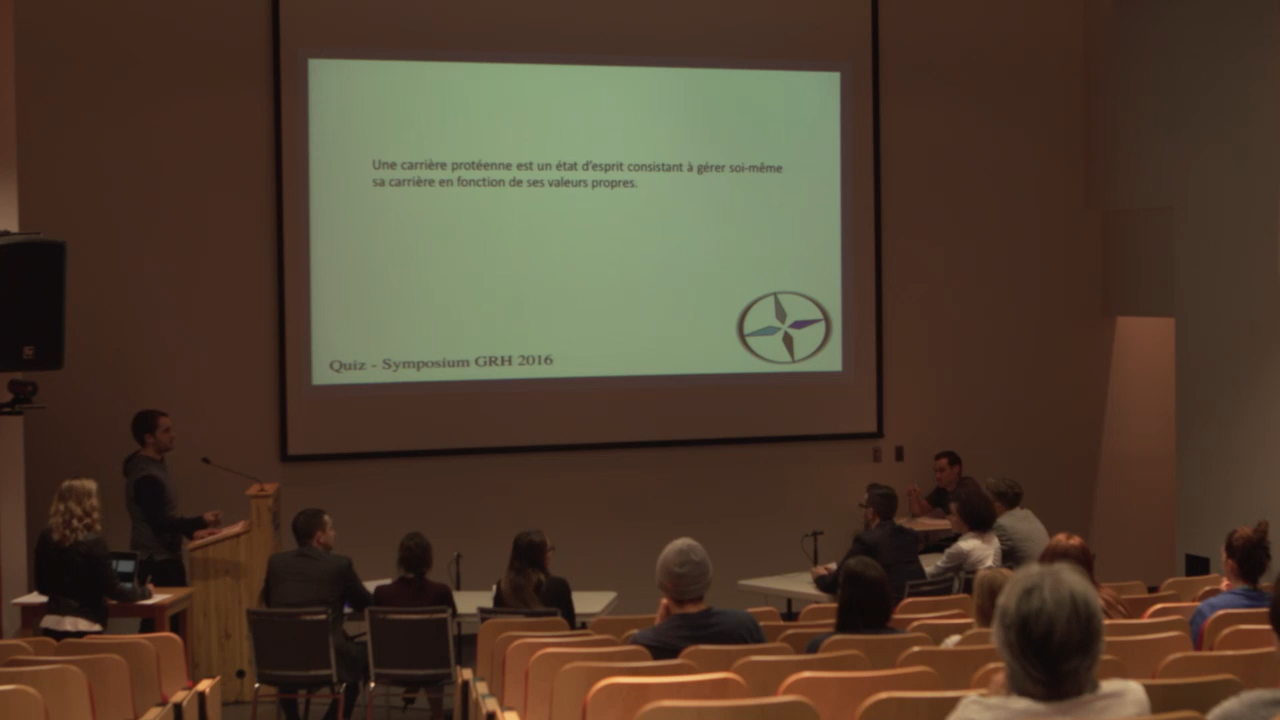 Une carrière protéenne est un état d'esprit consistant à gérer soi-même
sa carrière en fonction de ses valeurs propres.
Quiz - Symposium GRH 2016